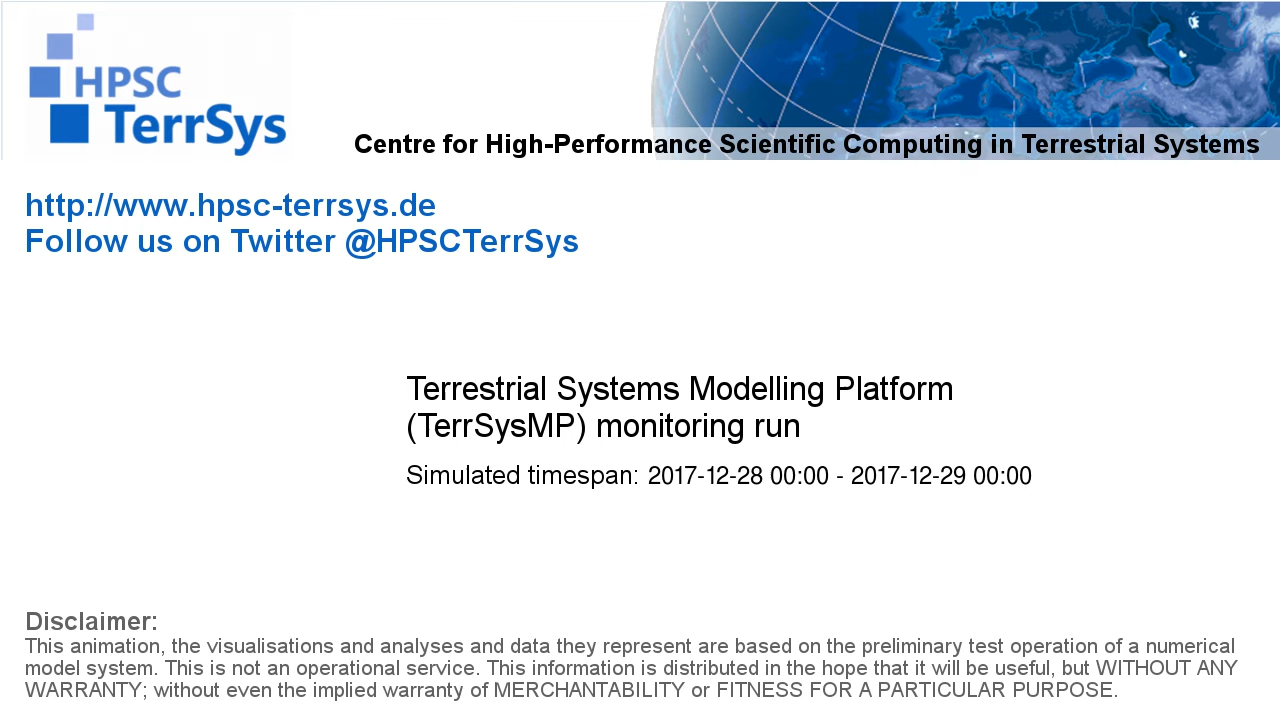 HPSC
TerrSys
Centre for High-Performance Scientific Computing in Terrestrial Systems
http://www.hpsc-terrsys.de
Follow us on Twitter @HPSCTerrSys
Terrestrial Systems Modelling Platform
(TerrSysMP) monitoring run
Simulated timespan: 2017-12-28 00:00 - 2017-12-29 00:00
Disclaimer:
This animation, the visualisations and analyses and data they represent are based on the preliminary test operation of a numerical
model system. This is not an operational service. This information is distributed in the hope that it will be useful, but WITHOUT ANY
WARRANTY; without even the implied warranty of MERCHANTABILITY or FITNESS FOR A PARTICULAR PURPOSE.